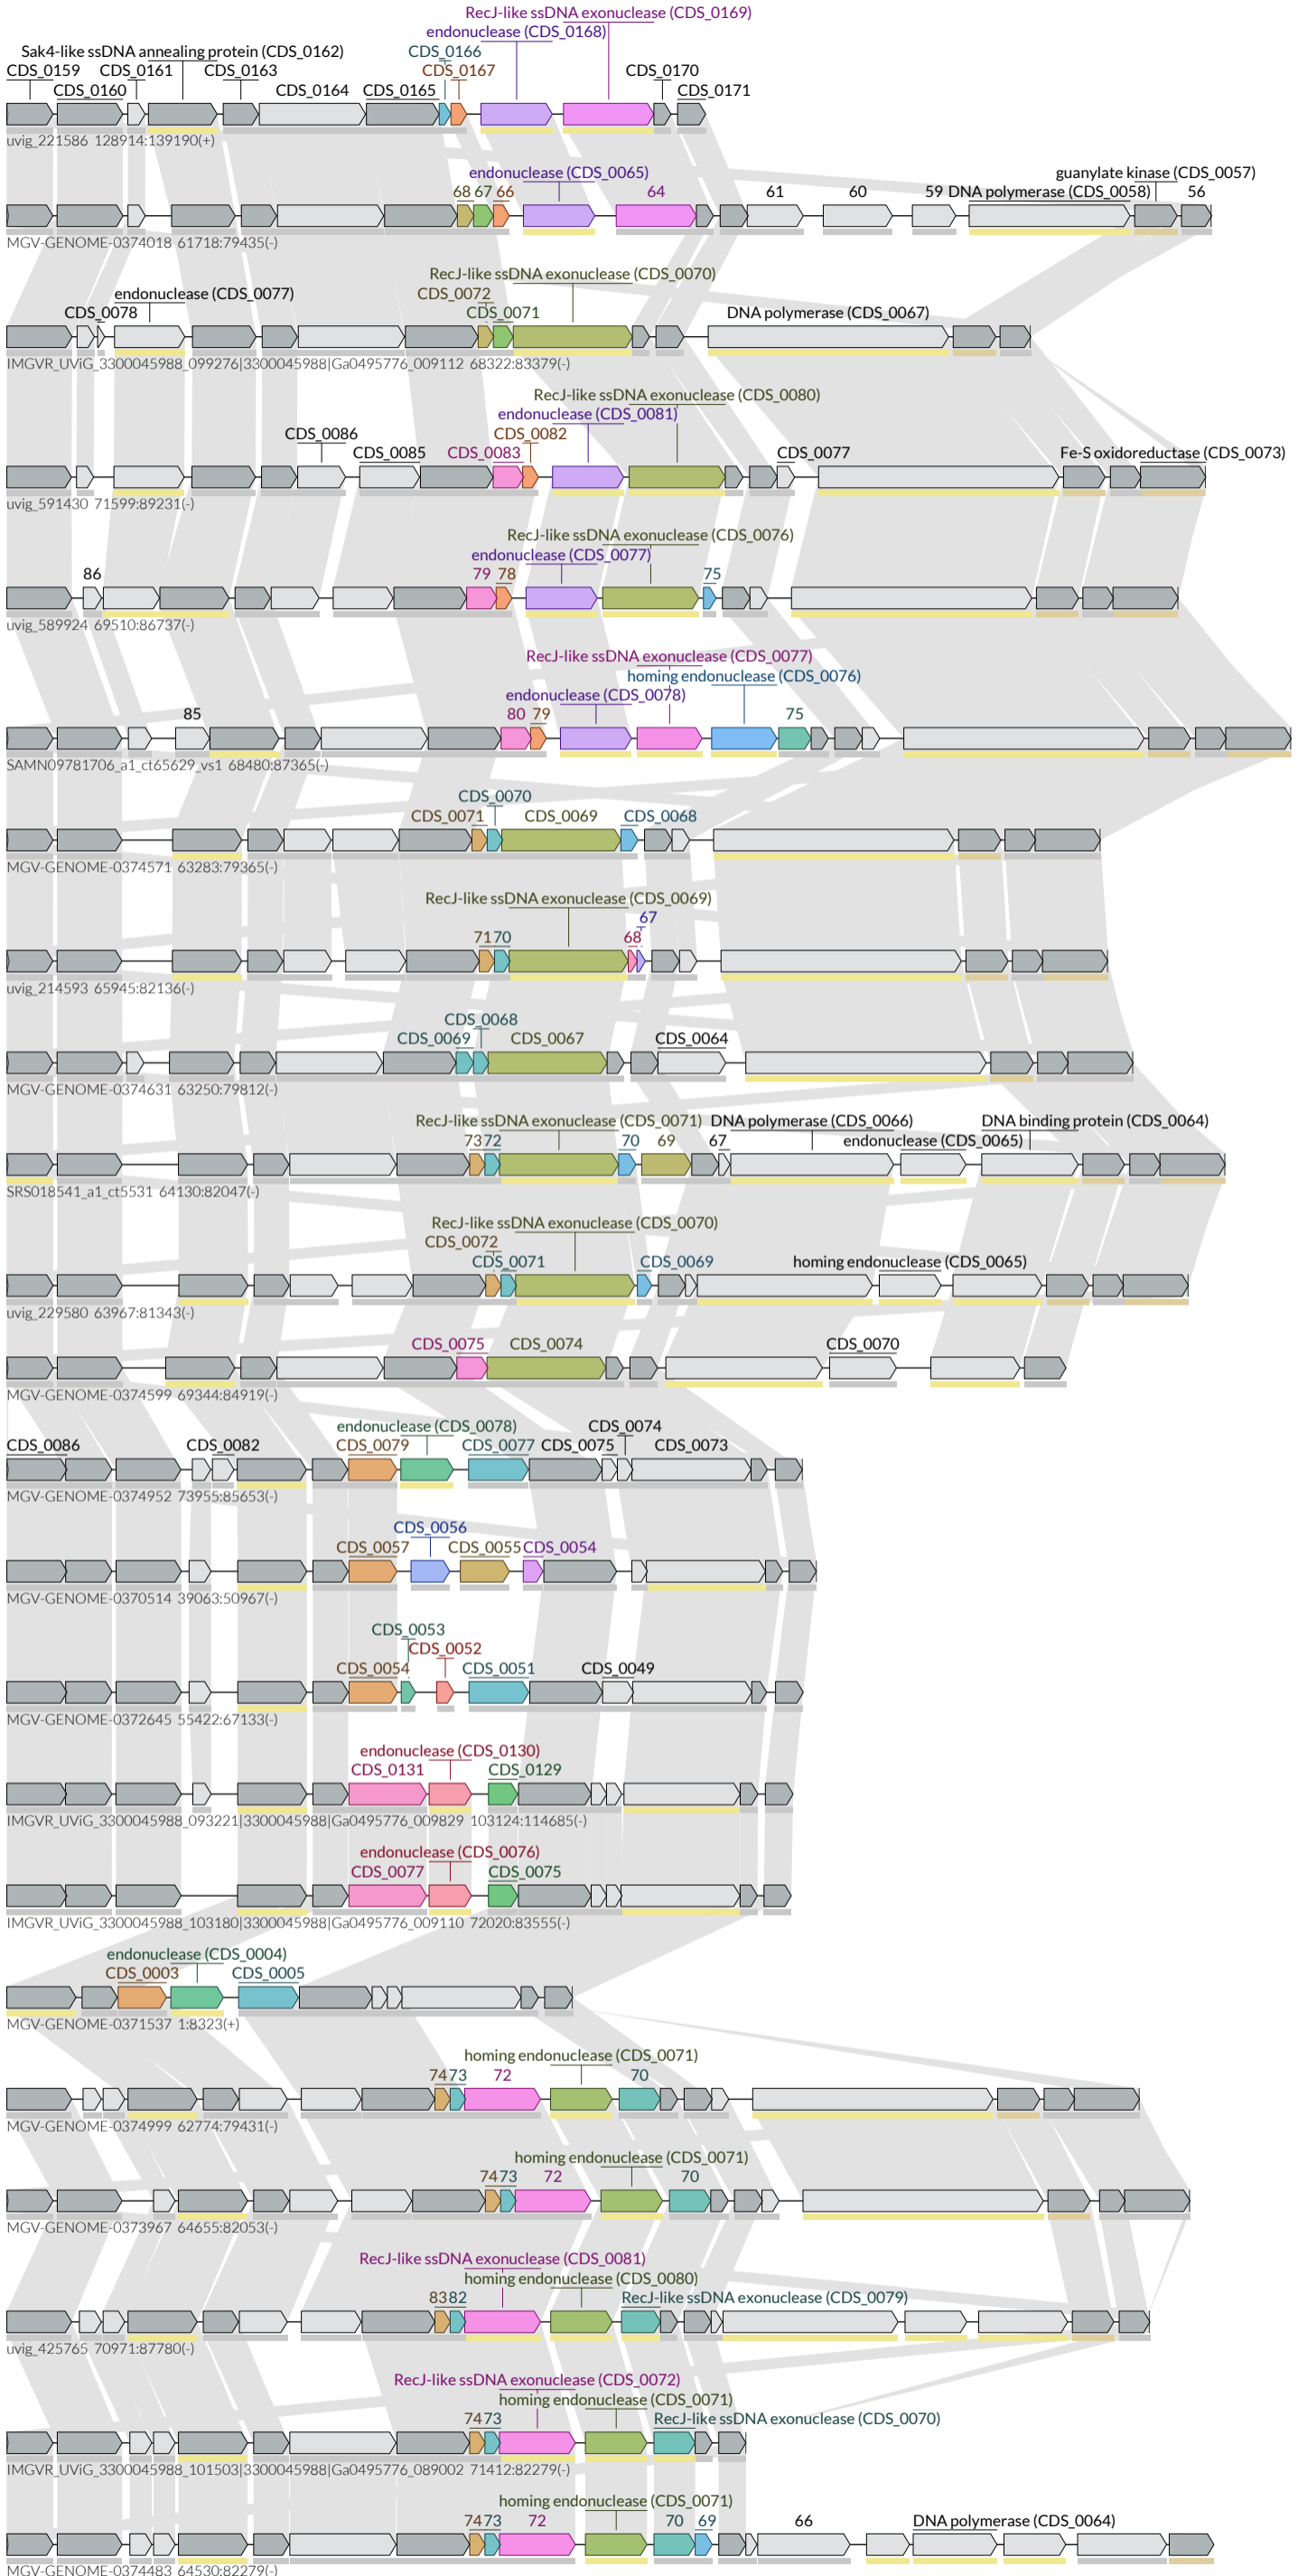 RecJ-like ssDNA exonuclease (CDS_0169)
endonuclease (CDS_0168)
Sak4-like ssDNA annealing protein (CDS_0162) CDS_0166
CDS_0159 CDS_0161 CDS_0163 CDS_0167 CDS_0170
CDS_0160 CDS_0164 CDS_0165 CDS_0171
uvig_221586 128914:139190(+)
endonuclease (CDS_0065) guanylate kinase (CDS_0057)
68 67 66 64 61 60 59 DNA polymerase (CDS_0058) 56
MGV-GENOME-0374018 61718:79435(-)
RecJ-like ssDNA exonuclease (CDS_0070)
endonuclease (CDS_0077) CDS_0072
CDS_0078 CDS_0071 DNA polymerase (CDS_0067)
IMGVR_UViG_3300045988_099276|3300045988|Ga0495776_009112 68322:83379(-)
RecJ-like ssDNA exonuclease (CDS_0080)
endonuclease (CDS_0081)
CDS_0086 CDS_0082
CDS_0085 CDS_0083 CDS_0077 Fe-S oxidoreductase (CDS_0073)
uvig_591430 71599:89231(-)
RecJ-like ssDNA exonuclease (CDS_0076)
endonuclease (CDS_0077)
86 79 78 75
uvig_589924 69510:86737(-)
RecJ-like ssDNA exonuclease (CDS_0077)
homing endonuclease (CDS_0076)
endonuclease (CDS_0078)
85 80 79 75
SAMN09781706_a1_ct65629_vs1 68480:87365(-)
CDS_0070
CDS_0071 CDS_0069 CDS_0068
MGV-GENOME-0374571 63283:79365(-)
RecJ-like ssDNA exonuclease (CDS_0069)
67
71 70 68
uvig_214593 65945:82136(-)
CDS_0068
CDS_0069 CDS_0067 CDS_0064
MGV-GENOME-0374631 63250:79812(-)
RecJ-like ssDNA exonuclease (CDS_0071) DNA polymerase (CDS_0066) DNA binding protein (CDS_0064)
73 72 70 69 67 endonuclease (CDS_0065)
SRS018541_a1_ct5531 64130:82047(-)
RecJ-like ssDNA exonuclease (CDS_0070)
CDS_0072
CDS_0071 CDS_0069 homing endonuclease (CDS_0065)
uvig_229580 63967:81343(-)
CDS_0075 CDS_0074 CDS_0070
MGV-GENOME-0374599 69344:84919(-)
endonuclease (CDS_0078) CDS_0074
CDS_0086 CDS_0082 CDS_0079 CDS_0077 CDS_0075 CDS_0073
MGV-GENOME-0374952 73955:85653(-)
CDS_0056
CDS_0057 CDS_0055 CDS_0054
MGV-GENOME-0370514 39063:50967(-)
CDS_0053
CDS_0052
CDS_0054 CDS_0051 CDS_0049
MGV-GENOME-0372645 55422:67133(-)
endonuclease (CDS_0130)
CDS_0131 CDS_0129
IMGVR_UViG_3300045988_093221|3300045988|Ga0495776_009829 103124:114685(-)
endonuclease (CDS_0076)
CDS_0077 CDS_0075
IMGVR_UViG_3300045988_103180|3300045988|Ga0495776_009110 72020:83555(-)
endonuclease (CDS_0004)
CDS_0003 CDS_0005
MGV-GENOME-0371537 1:8323(+)
homing endonuclease (CDS_0071)
74 73 72 70
MGV-GENOME-0374999 62774:79431(-)
homing endonuclease (CDS_0071)
74 73 72 70
MGV-GENOME-0373967 64655:82053(-)
RecJ-like ssDNA exonuclease (CDS_0081)
homing endonuclease (CDS_0080)
83 82 RecJ-like ssDNA exonuclease (CDS_0079)
uvig_425765 70971:87780(-)
RecJ-like ssDNA exonuclease (CDS_0072)
homing endonuclease (CDS_0071)
74 73 RecJ-like ssDNA exonuclease (CDS_0070)
IMGVR_UViG_3300045988_101503|3300045988|Ga0495776_089002 71412:82279(-)
homing endonuclease (CDS_0071)
74 73 72 70 69 66 DNA polymerase (CDS_0064)
MGV-GENOME-0374483 64530:82279(-)